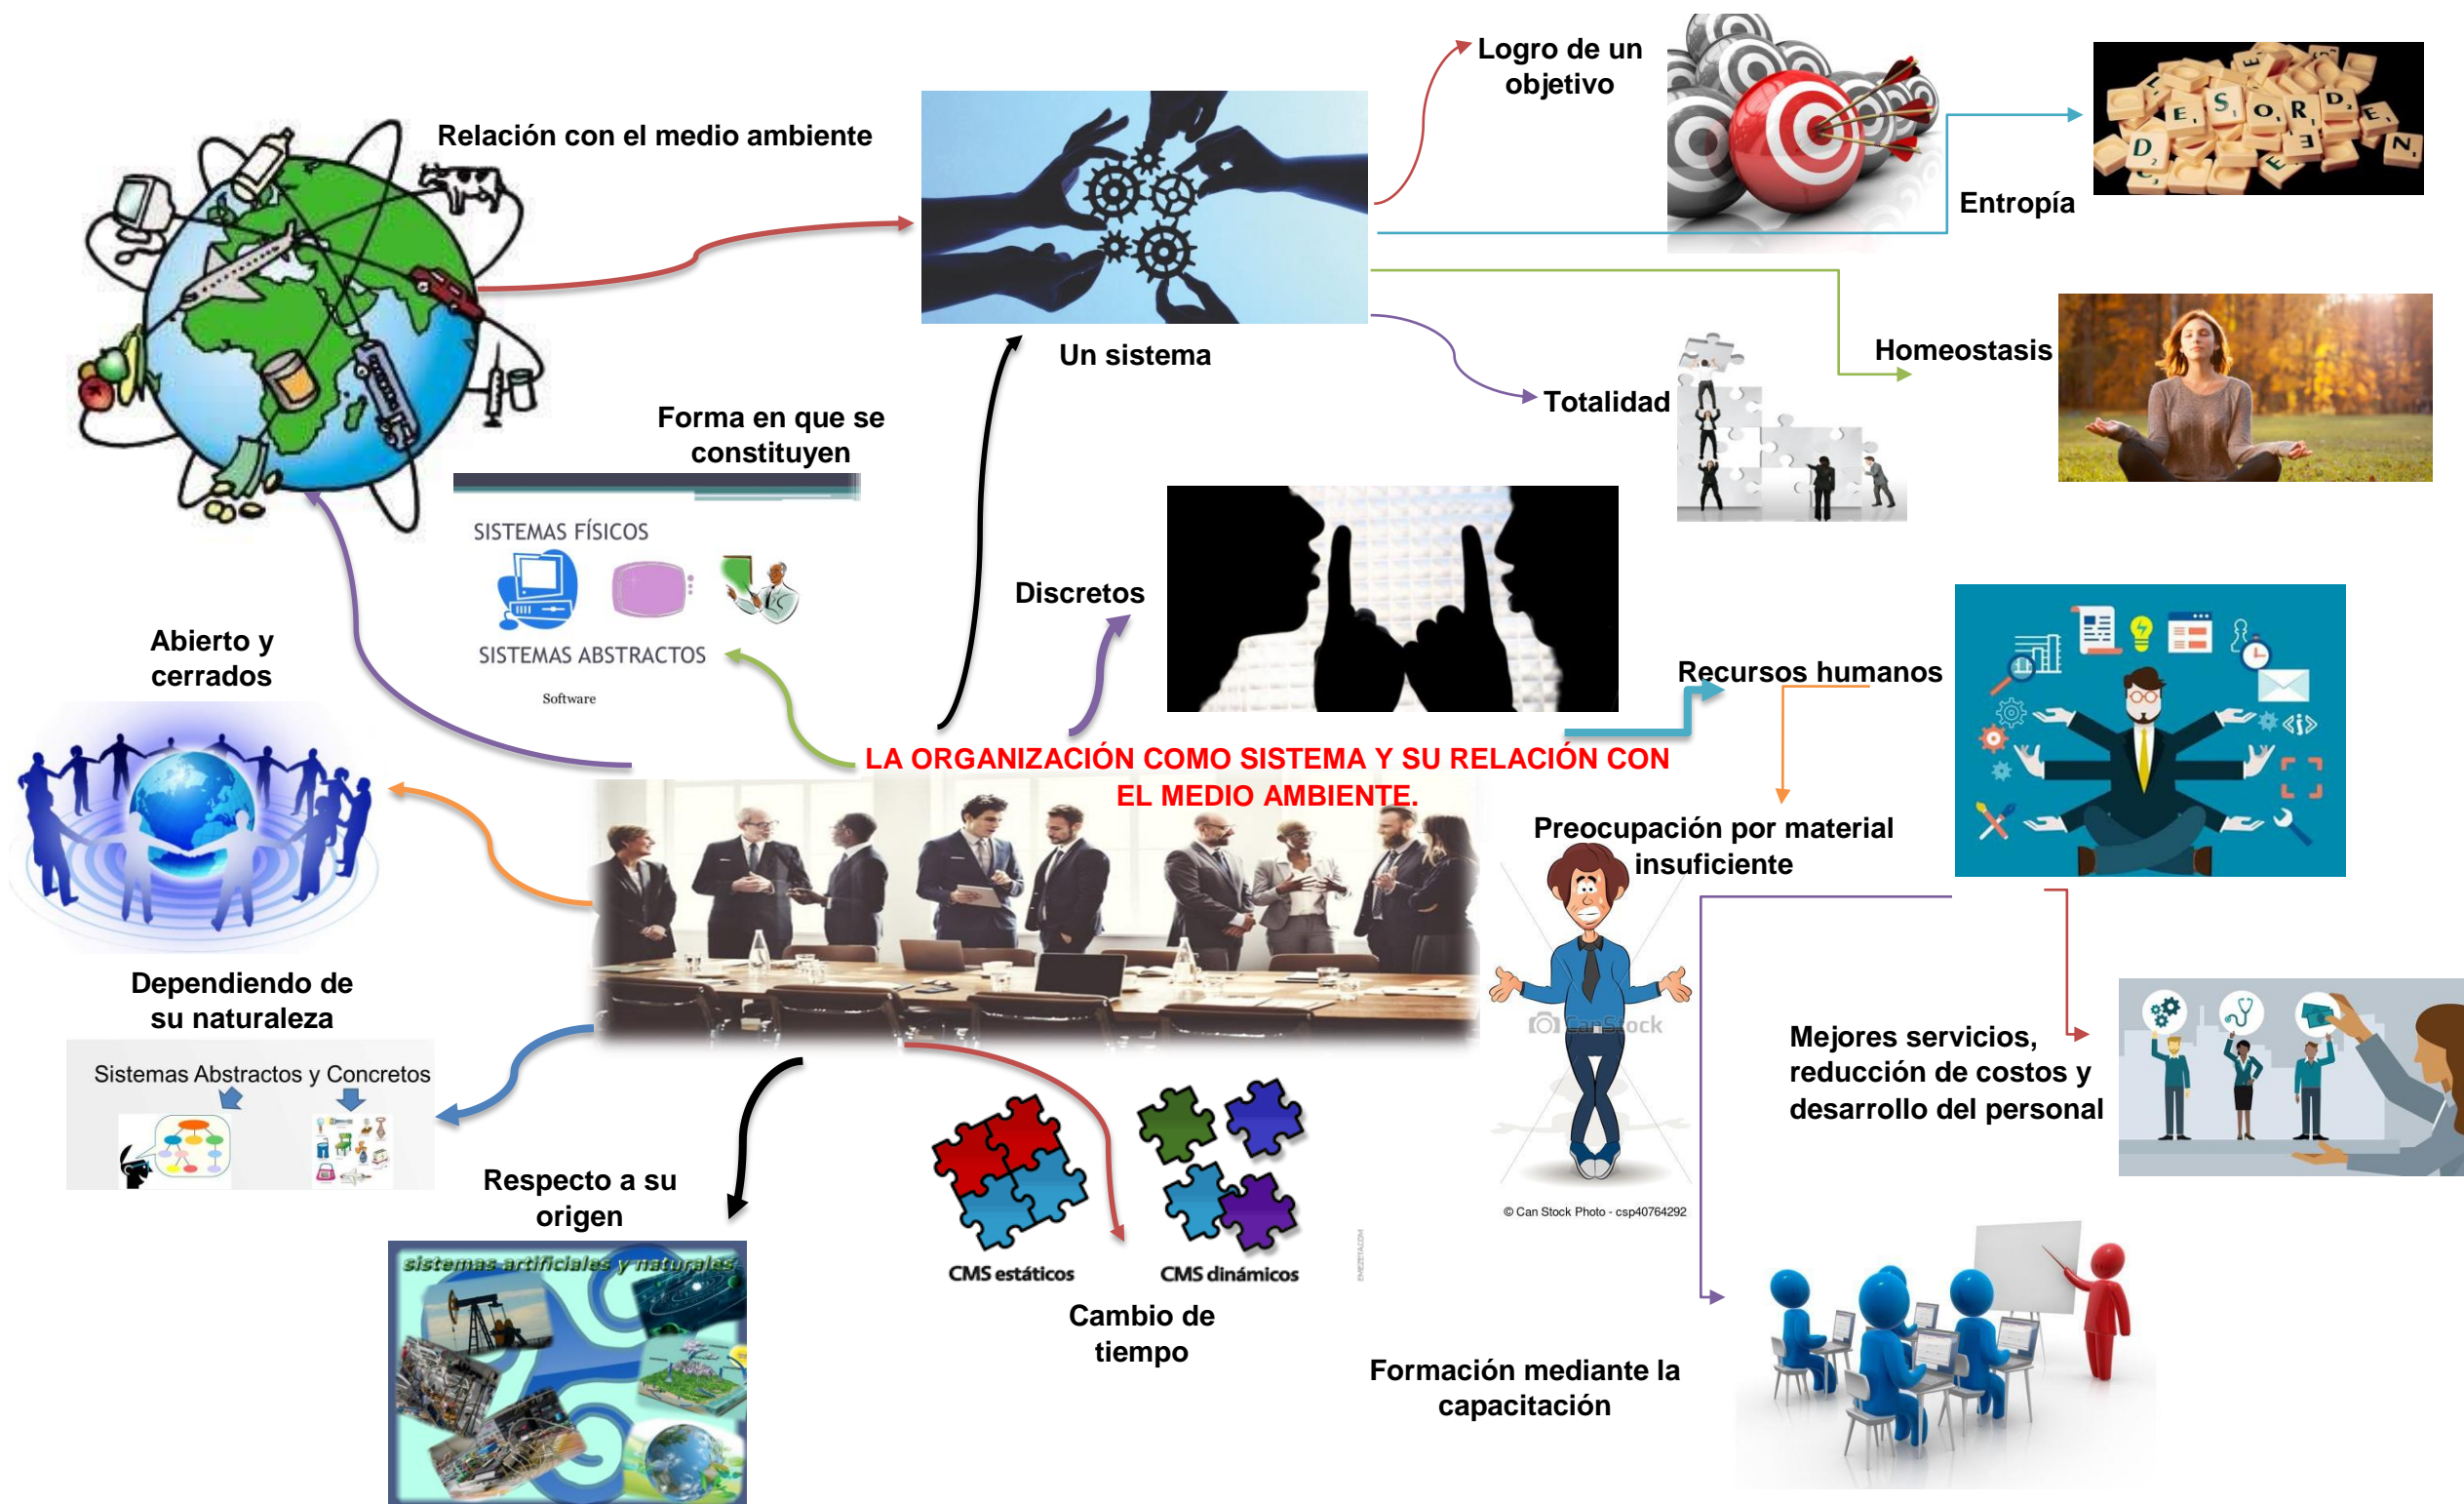 Logro de un
objetivo
Relación con el medio ambiente
DESORDEN
Entropía
Un sistema
Homeostasis
Totalidad
Forma en que se
constituyen
SISTEMAS FÍSICOS
SISTEMAS ABSTRACTOS
Software
Discretos
Abierto y
cerrados
Recursos humanos
LA ORGANIZACIÓN COMO SISTEMA Y SU RELACIÓN CON
EL MEDIO AMBIENTE.
Preocupación por material
insuficiente
CanStock
© Can Stock Photo - csp40764292
Dependiendo de
su naturaleza
Sistemas Abstractos y Concretos
Mejores servicios,
reducción de costos y
desarrollo del personal
Respecto a su
origen
sistemas artificiales y naturales
CMS estáticos
CMS dinámicos
EMEZETA.COM
Cambio de
tiempo
Formación mediante la
capacitación